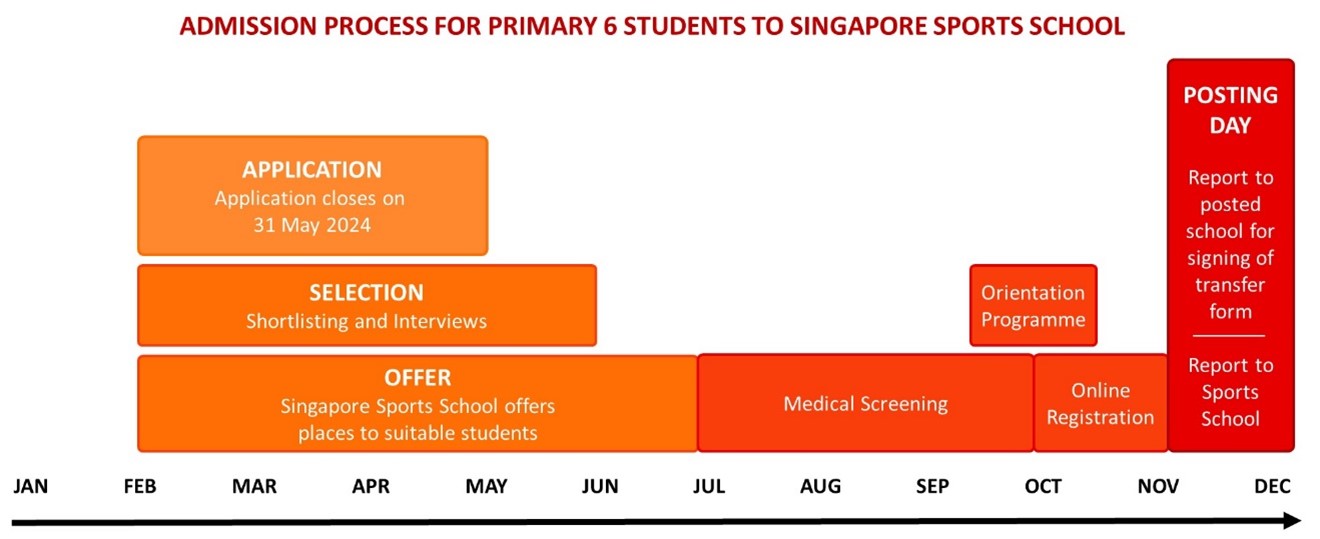 ADMISSION PROCESS FOR PRIMARY 6 STUDENTS TO SINGAPORE SPORTS SCHOOL
APPLICATION
Application closes on
31 May 2024
SELECTION
Shortlisting and Interviews
OFFER
Singapore Sports School offers
places to suitable students
Medical Screening
Orientation
Programme
Online
Registration
POSTING
DAY
Report to
posted
school for
signing of
transfer
form
Report to
Sports
School
JAN FEB MAR APR MAY JUN JUL AUG SEP OCT NOV DEC